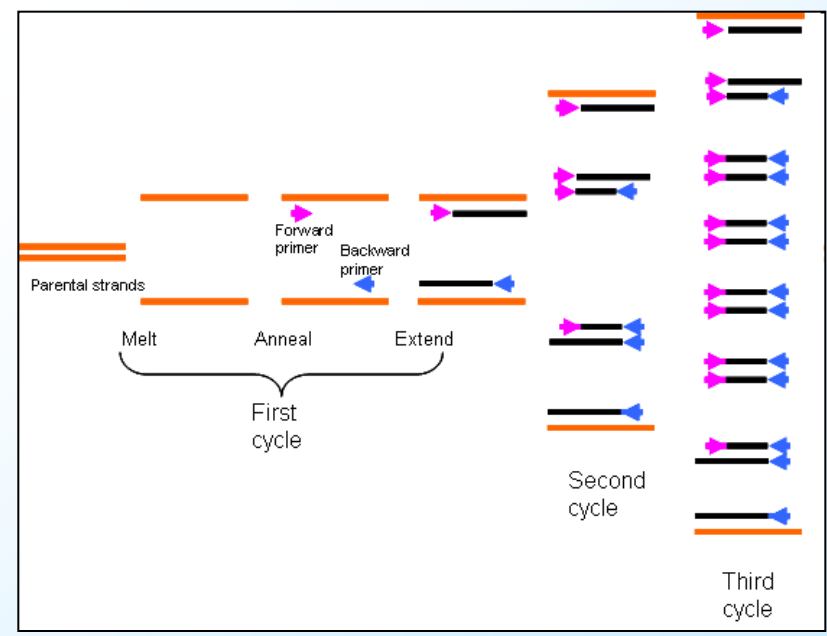 Forward
primer
Backward
primer
Parental strands
Melt
Anneal
Extend
First
cycle
Second
cycle
Third
cycle